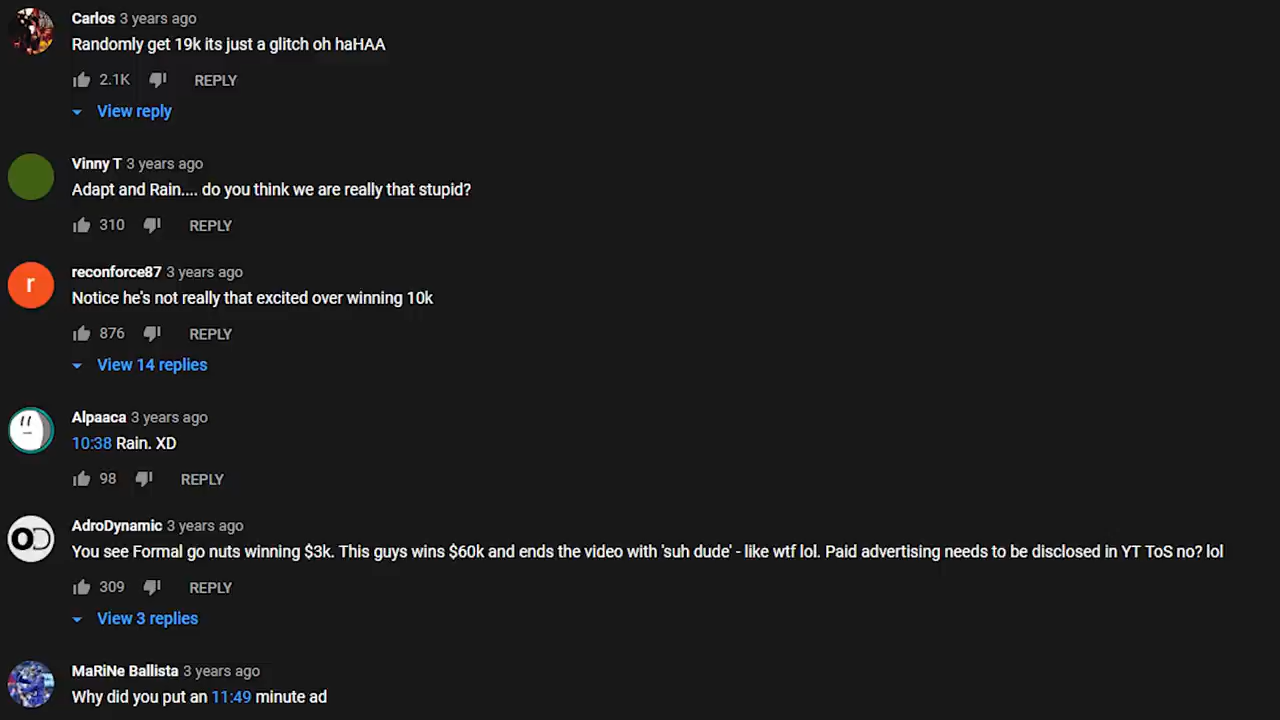 Carlos 3 years ago
Randomly get 19k its just a glitch oh haHAA
2.1K REPLY
View reply
Vinny T 3 years ago
Adapt and Rain.... do you think we are really that stupid?
310 REPLY
r
reconforce87 3 years ago
Notice he's not really that excited over winning 10k
876 REPLY
View 14 replies
Alpaaca 3 years ago
10:38 Rain. XD
98 REPLY
OD
AdroDynamic 3 years ago
You see Formal go nuts winning $3k. This guys wins $60k and ends the video with 'suh dude' - like wtf lol. Paid advertising needs to be disclosed in YT ToS no? lol
309 REPLY
View 3 replies
MaRiNe Ballista 3 years ago
Why did you put an 11:49 minute ad